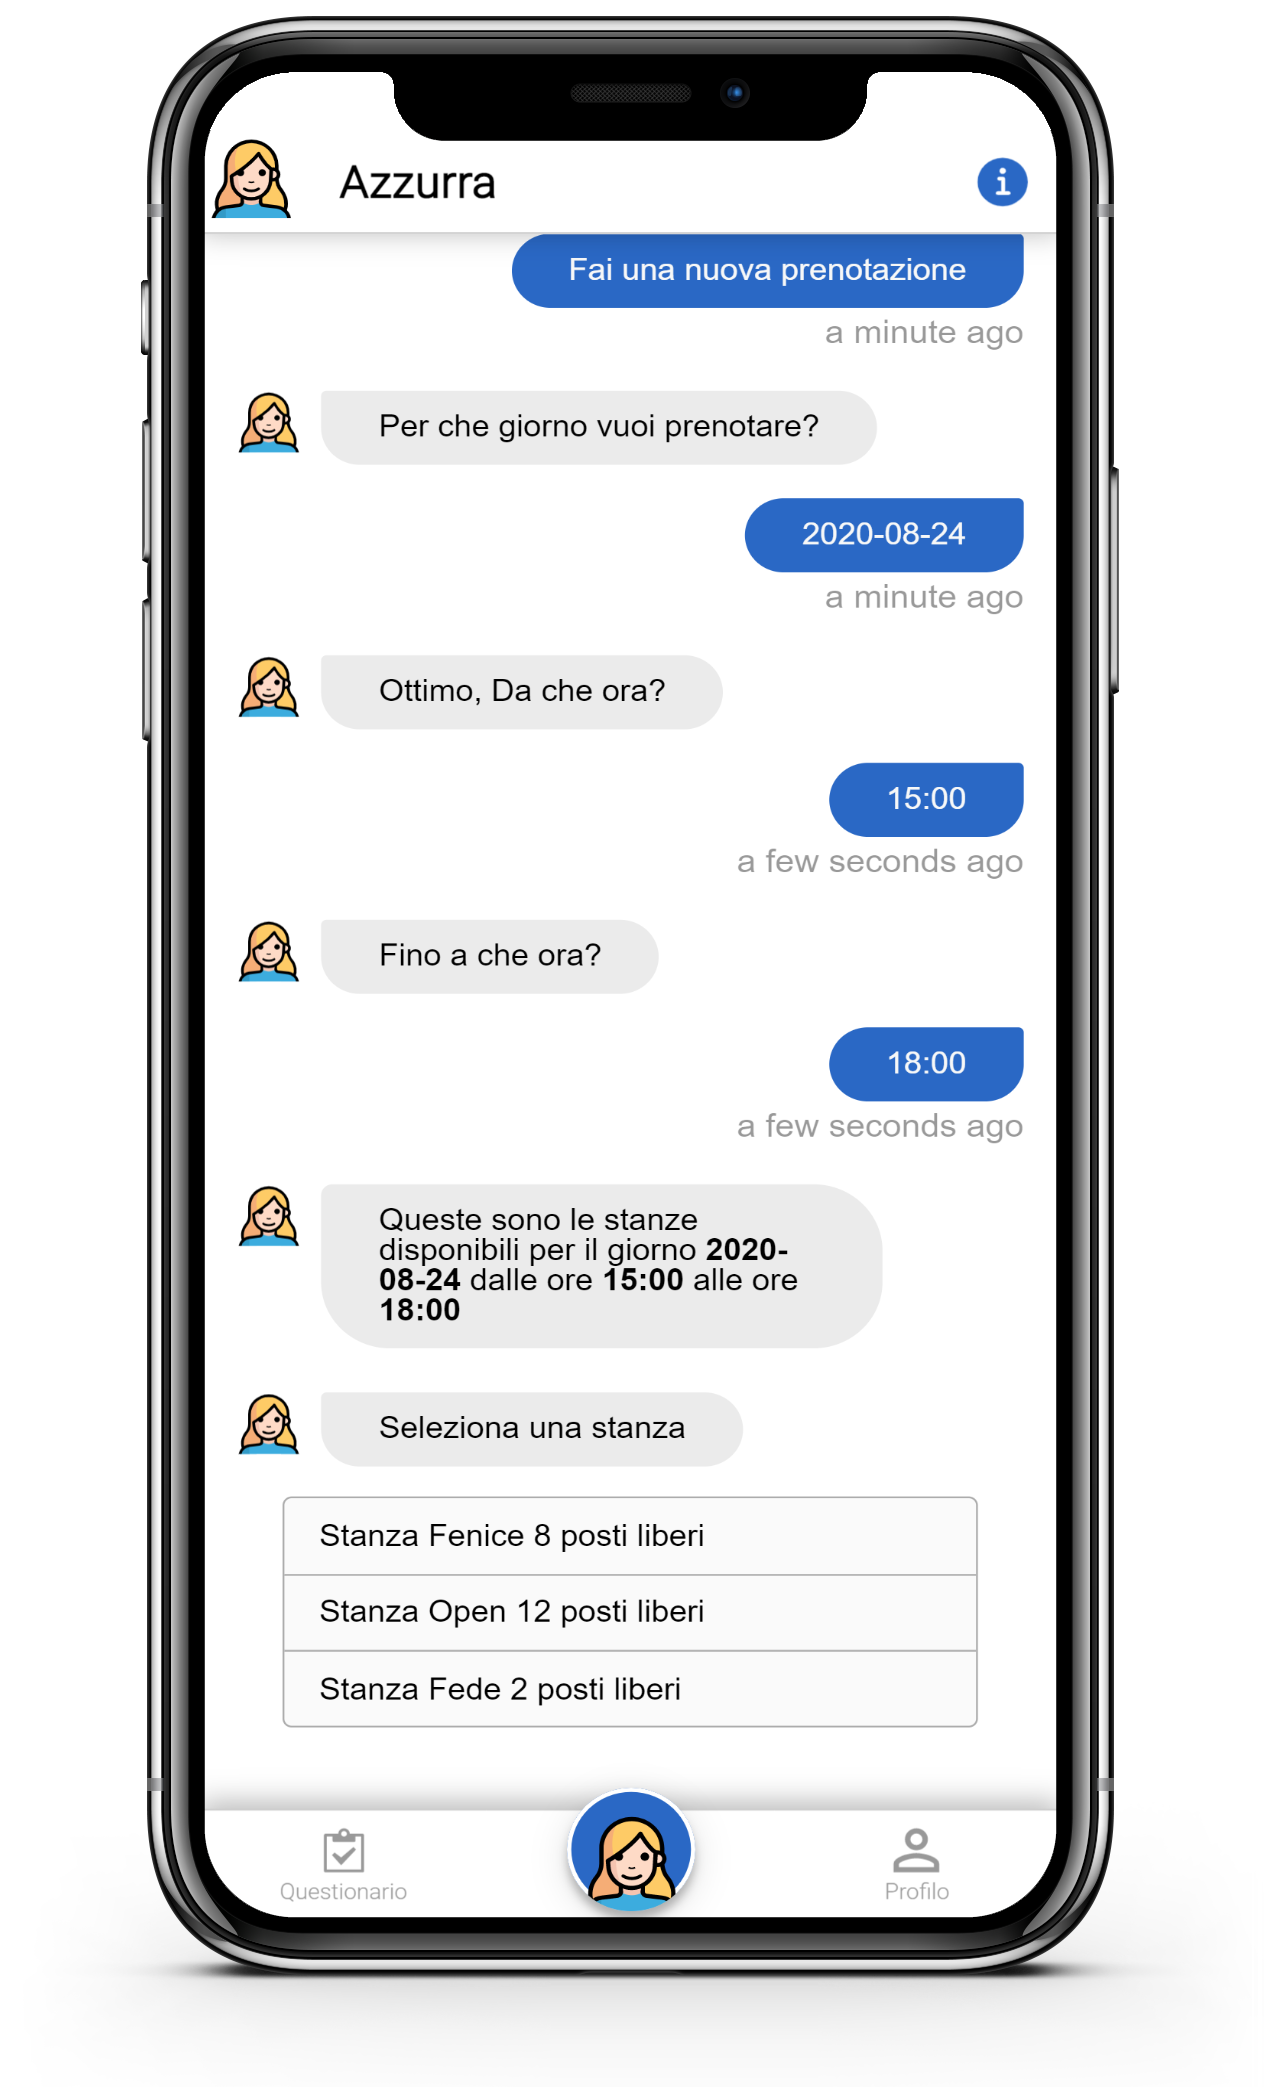 Azzurra
Fai una nuova prenotazione
a minute ago
Per che giorno vuoi prenotare?
2020-08-24
a minute ago
Ottimo, Da che ora?
15:00
a few seconds ago
Fino a che ora?
18:00
a few seconds ago
Queste sono le stanze
disponibili per il giorno 2020-
08-24 dalle ore 15:00 alle ore
18:00
Seleziona una stanza
Stanza Fenice 8 posti liberi
Stanza Open 12 posti liberi
Stanza Fede 2 posti liberi
Questionario
Profilo